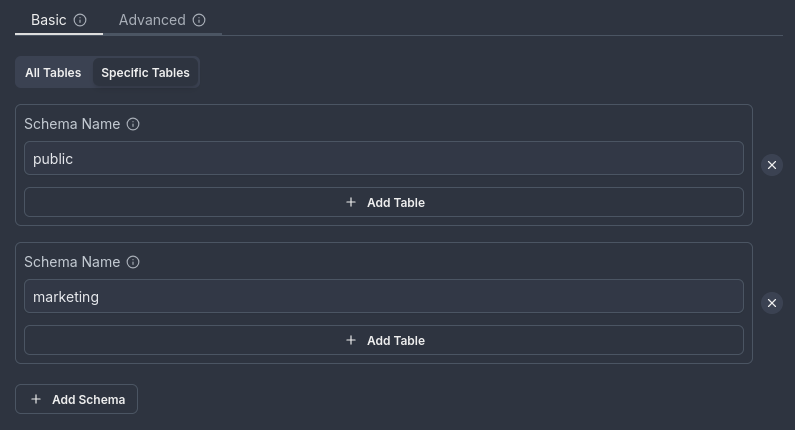 Basic Advanced
All Tables Specific Tables
Schema Name
public
Add Table
Schema Name
marketing
Add Table
Add Schema